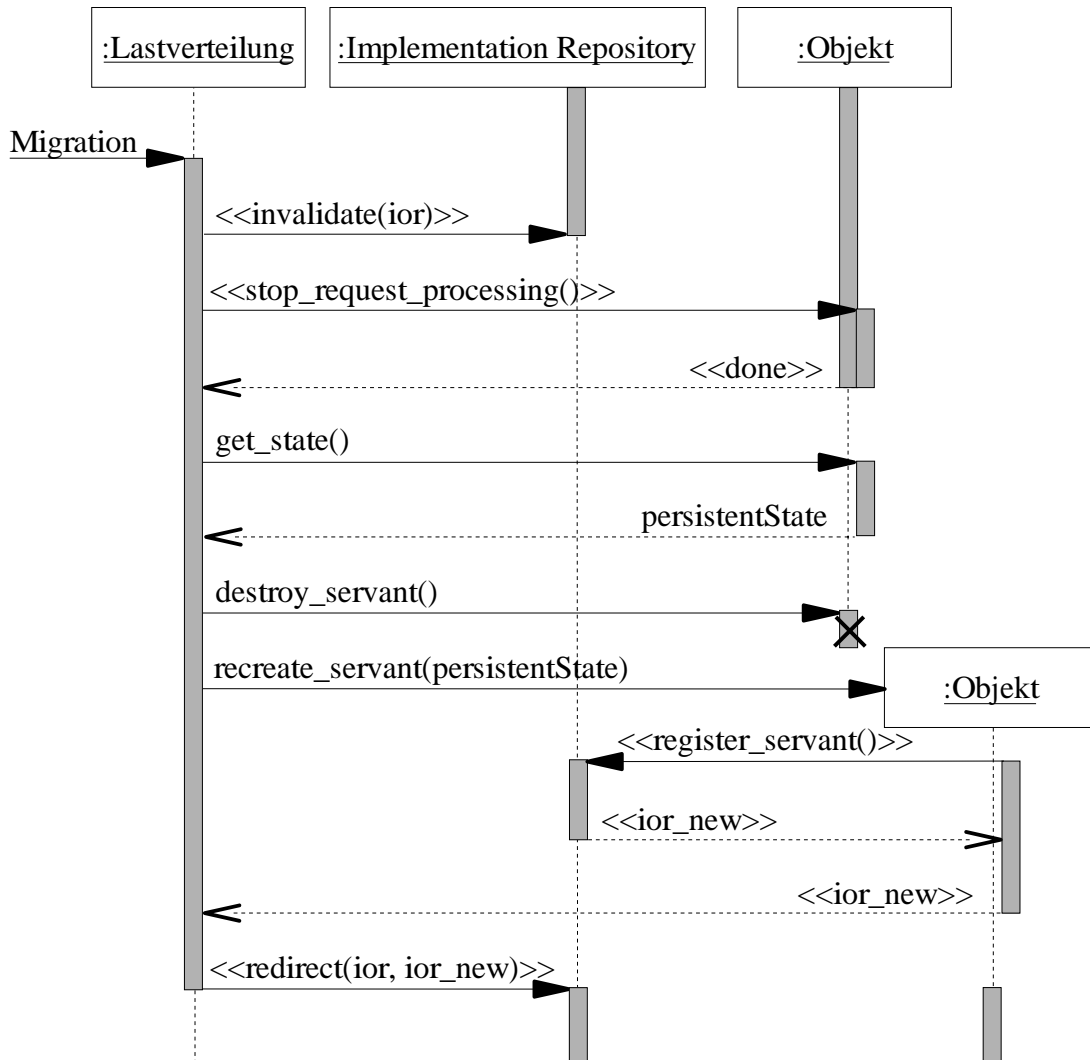 :Lastverteilung
:Implementation Repository
:Objekt
Migration
<<invalidate(ior)>>
<<stop_request_processing()>>
<<done>>
get_state()
persistentState
destroy_servant()
recreate_servant(persistentState)
:Objekt
<<register_servant()>>
<<ior_new>>
<<ior_new>>
<<redirect(ior, ior_new)>>